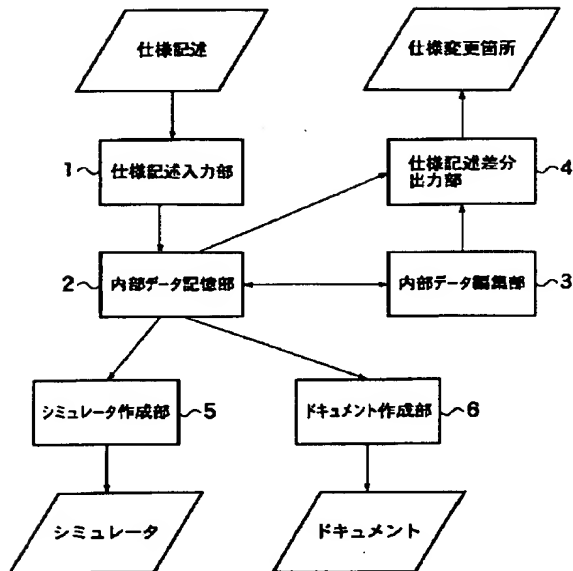 仕様記述
仕様変更箇所
1 仕様記述入力部
仕様記述差分
出力部 4
2 内部データ記憶部
内部データ編集部 3
シミュレータ作成部 5
ドキュメント作成部 6
シミュレータ
ドキュメント